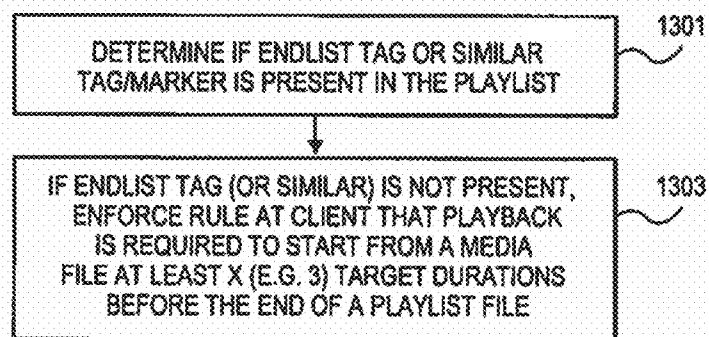 DETERMINE IF ENDLIST TAG OR SIMILAR
TAG/MARKER IS PRESENT IN THE PLAYLIST
1301
IF ENDLIST TAG (OR SIMILAR) IS NOT PRESENT,
ENFORCE RULE AT CLIENT THAT PLAYBACK
IS REQUIRED TO START FROM A MEDIA
FILE AT LEAST X (E.G. 3) TARGET DURATIONS
BEFORE THE END OF A PLAYLIST FILE
1303